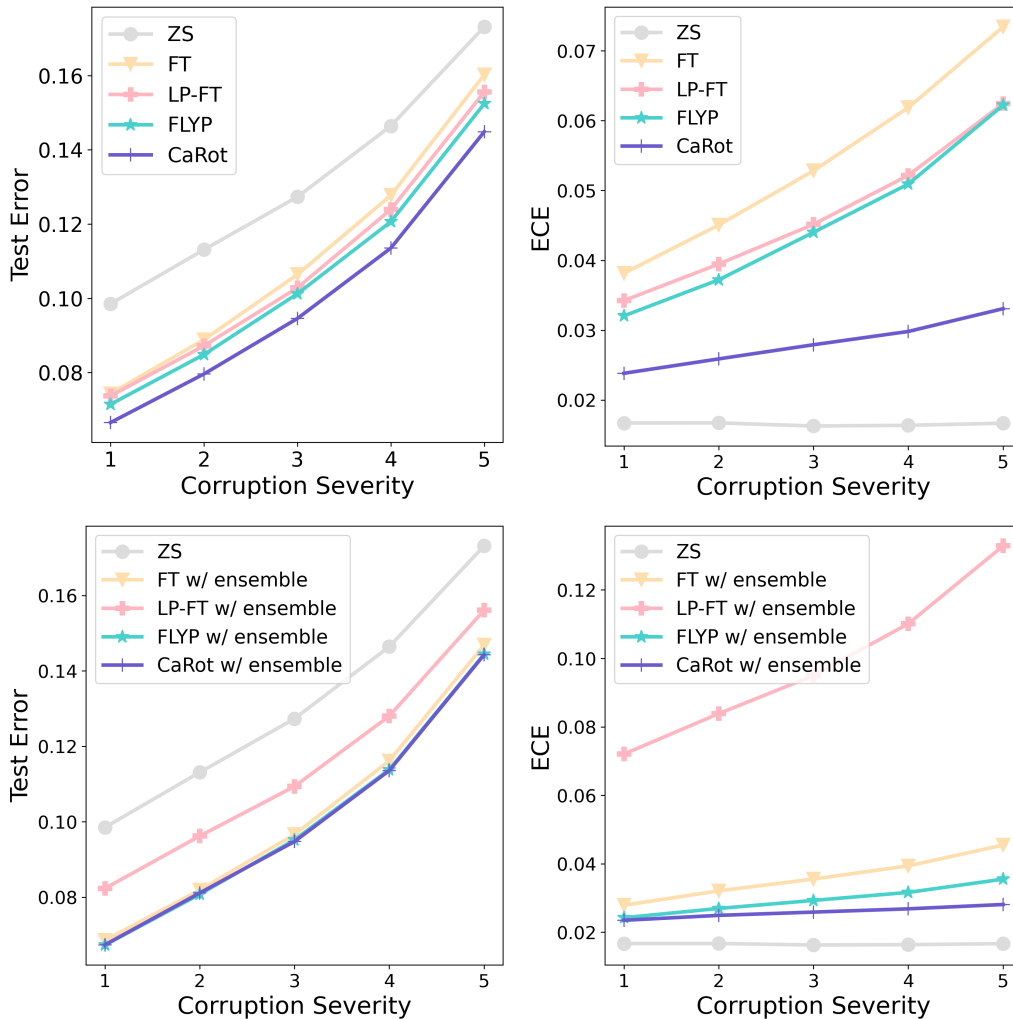 ZS
FT
LP-FT
FLYP
CaRot
0.16
0.14
0.12
0.10
0.08
Test Error
1 2 3 4 5
Corruption Severity
ZS
FT
LP-FT
FLYP
CaRot
0.07
0.06
0.05
0.04
0.03
0.02
ECE
1 2 3 4 5
Corruption Severity
ZS
FT w/ ensemble
LP-FT w/ ensemble
FLYP w/ ensemble
CaRot w/ ensemble
0.16
0.14
0.12
0.10
0.08
Test Error
1 2 3 4 5
Corruption Severity
ZS
FT w/ ensemble
LP-FT w/ ensemble
FLYP w/ ensemble
CaRot w/ ensemble
0.12
0.10
0.08
0.06
0.04
0.02
ECE
1 2 3 4 5
Corruption Severity